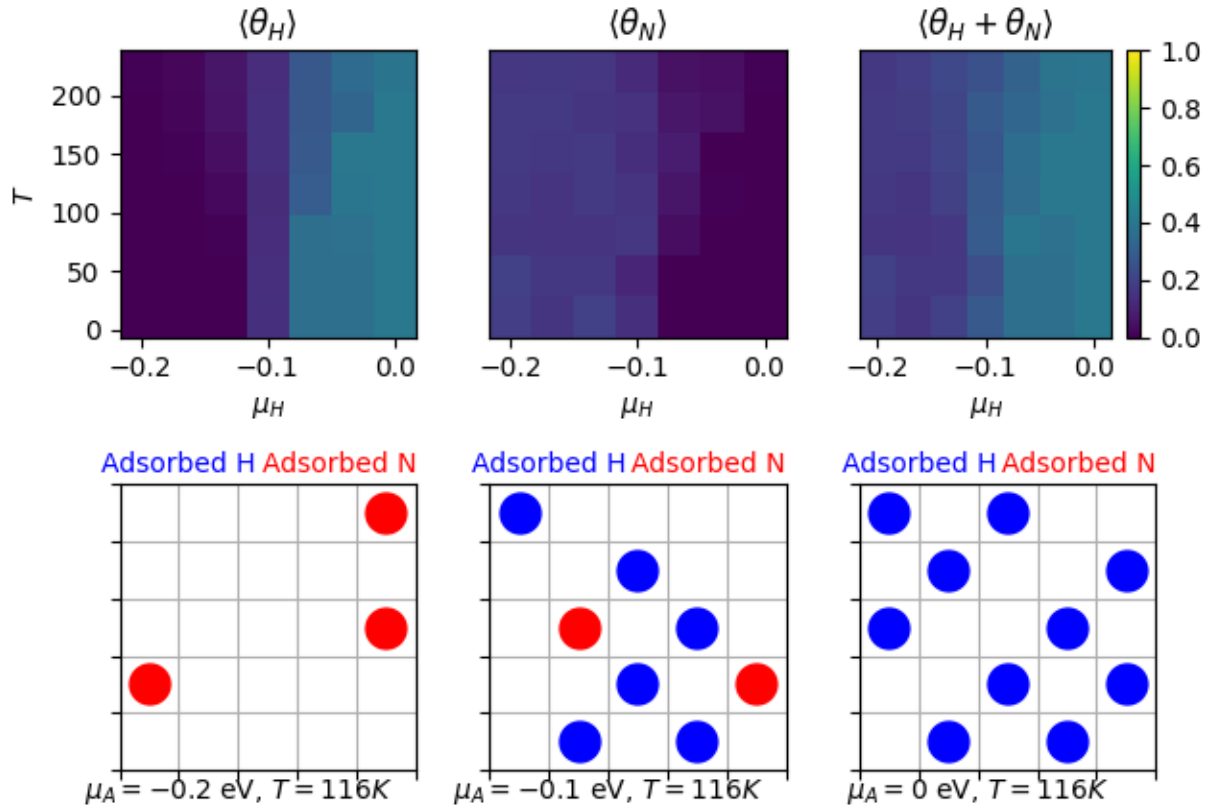 ⟨θ_H⟩ ⟨θ_N⟩ ⟨θ_H + θ_N⟩
T
200
150
100
50
0
1.0
0.8
0.6
0.4
0.2
0.0
−0.2 −0.1 0.0 −0.2 −0.1 0.0 −0.2 −0.1 0.0
μ_H μ_H μ_H
Adsorbed H Adsorbed N Adsorbed H Adsorbed N Adsorbed H Adsorbed N
μ_A = −0.2 eV, T = 116K μ_A = −0.1 eV, T = 116K μ_A = 0 eV, T = 116K